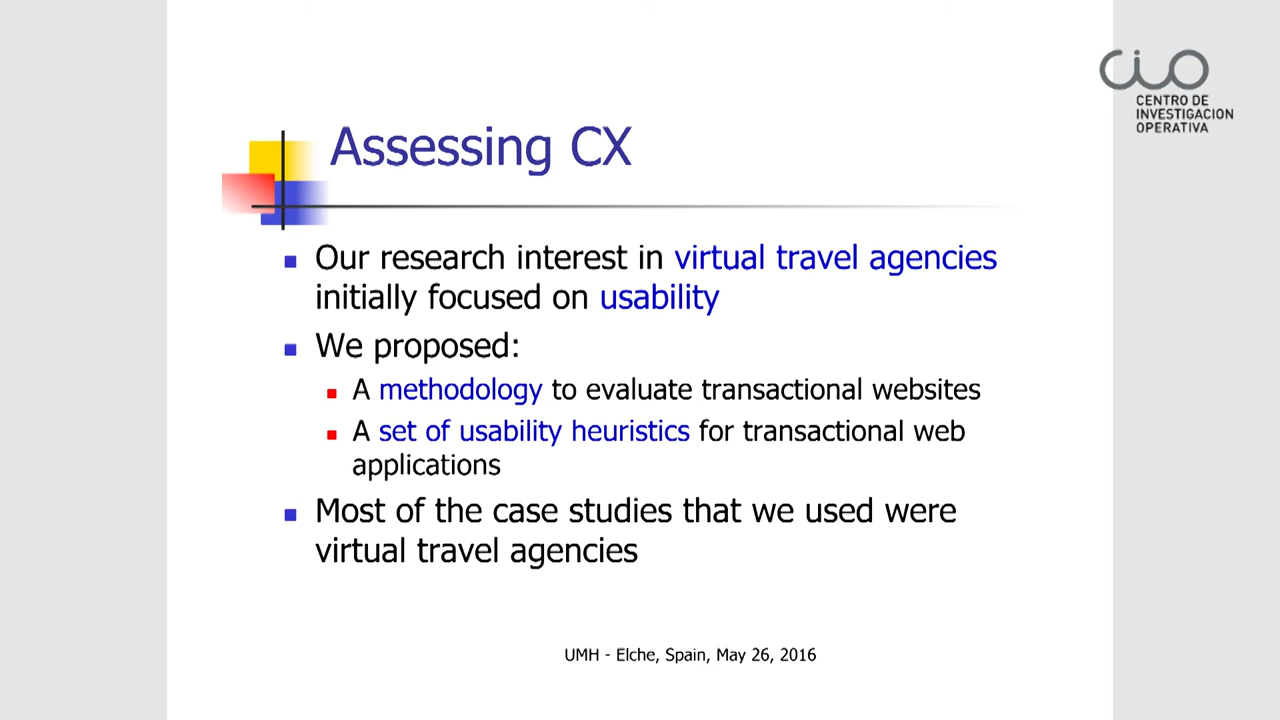 CIO
CENTRO DE
INVESTIGACION
OPERATIVA
Assessing CX
Our research interest in virtual travel agencies
initially focused on usability
We proposed:
A methodology to evaluate transactional websites
A set of usability heuristics for transactional web
applications
Most of the case studies that we used were
virtual travel agencies
UMH - Elche, Spain, May 26, 2016